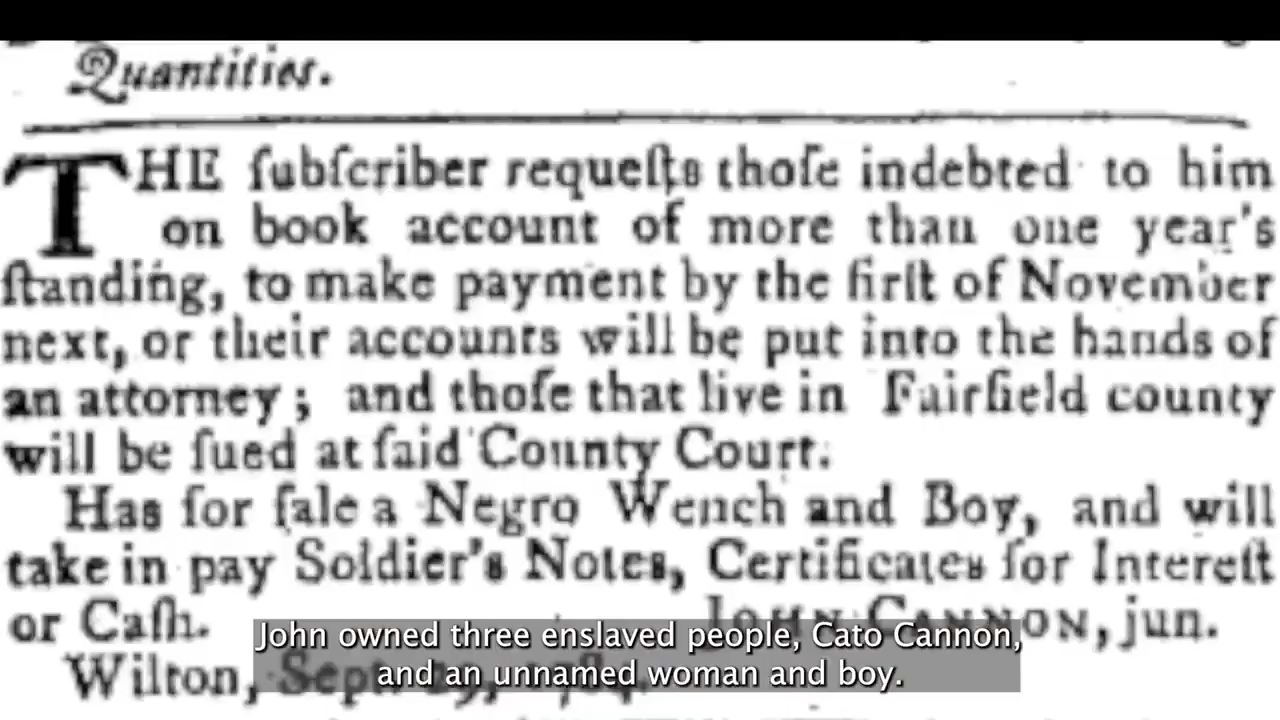 Quantities.
THE ſubſcriber requeſts thoſe indebted to him
on book account of more than one year's
ſtanding, to make payment by the firſt of November
next, or their accounts will be put into the hands of
an attorney; and thoſe that live in Fairfield county
will be ſued at ſaid County Court.
Has for ſale a Negro Wench and Boy, and will
take in pay Soldier's Notes, Certificates for Intereſt
or Caſh. JOHN CANNON, jun.
Wilton, Sept.
John owned three enslaved people, Cato Cannon,
and an unnamed woman and boy.